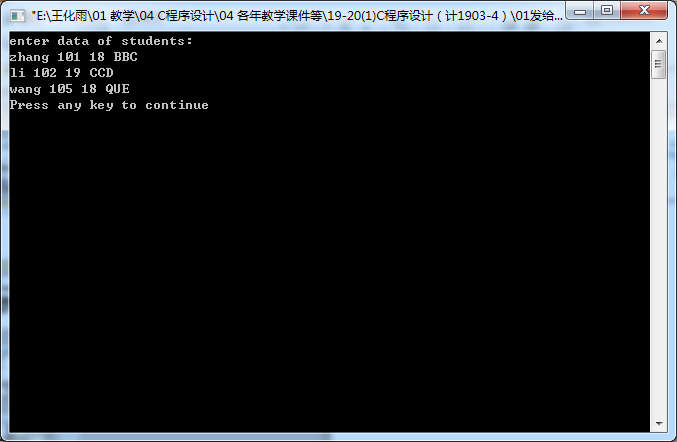 "E:\王化雨\01 教学\04 C程序设计\04 各年教学课件等\19-20(1)C程序设计（计1903-4）\01发给...
enter data of students:
zhang 101 18 BBC
li 102 19 CCD
wang 105 18 QUE
Press any key to continue